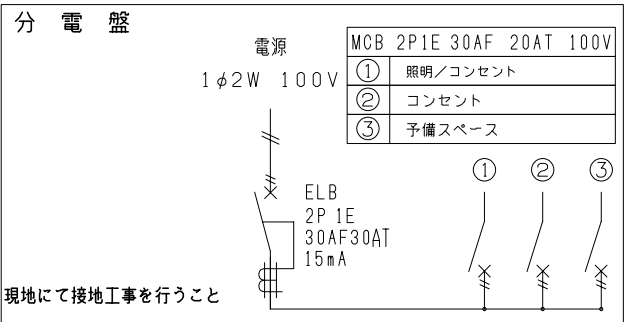 分電盤
電源
1φ2W 100V
MCB 2P1E 30AF 20AT 100V
① 照明／コンセント
② コンセント
③ 予備スペース
① ② ③
ELB
2P 1E
30AF30AT
15mA
現地にて接地工事を行うこと